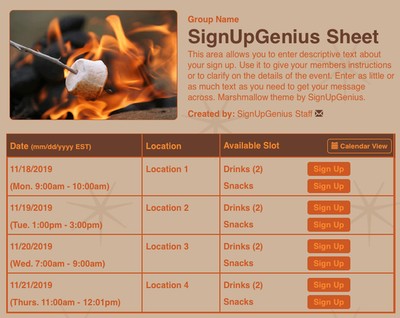 Group Name
SignUpGenius Sheet
This area allows you to enter descriptive text about
your sign up. Use it to give your members instructions
or to clarify on the details of the event. Enter as little or
as much text as you need to get your message
across. Marshmallow theme by SignUpGenius.
Created by: SignUpGenius Staff
Date (mm/dd/yyyy EST) Location Available Slot Calendar View
11/18/2019 Location 1 Drinks (2) Sign Up
(Mon. 9:00am - 10:00am) Snacks Sign Up
11/19/2019 Location 2 Drinks (2) Sign Up
(Tue. 1:00pm - 3:00pm) Snacks Sign Up
11/20/2019 Location 3 Drinks (2) Sign Up
(Wed. 7:00am - 9:00am) Snacks Sign Up
11/21/2019 Location 4 Drinks (2) Sign Up
(Thurs. 11:00am - 12:01pm) Snacks Sign Up